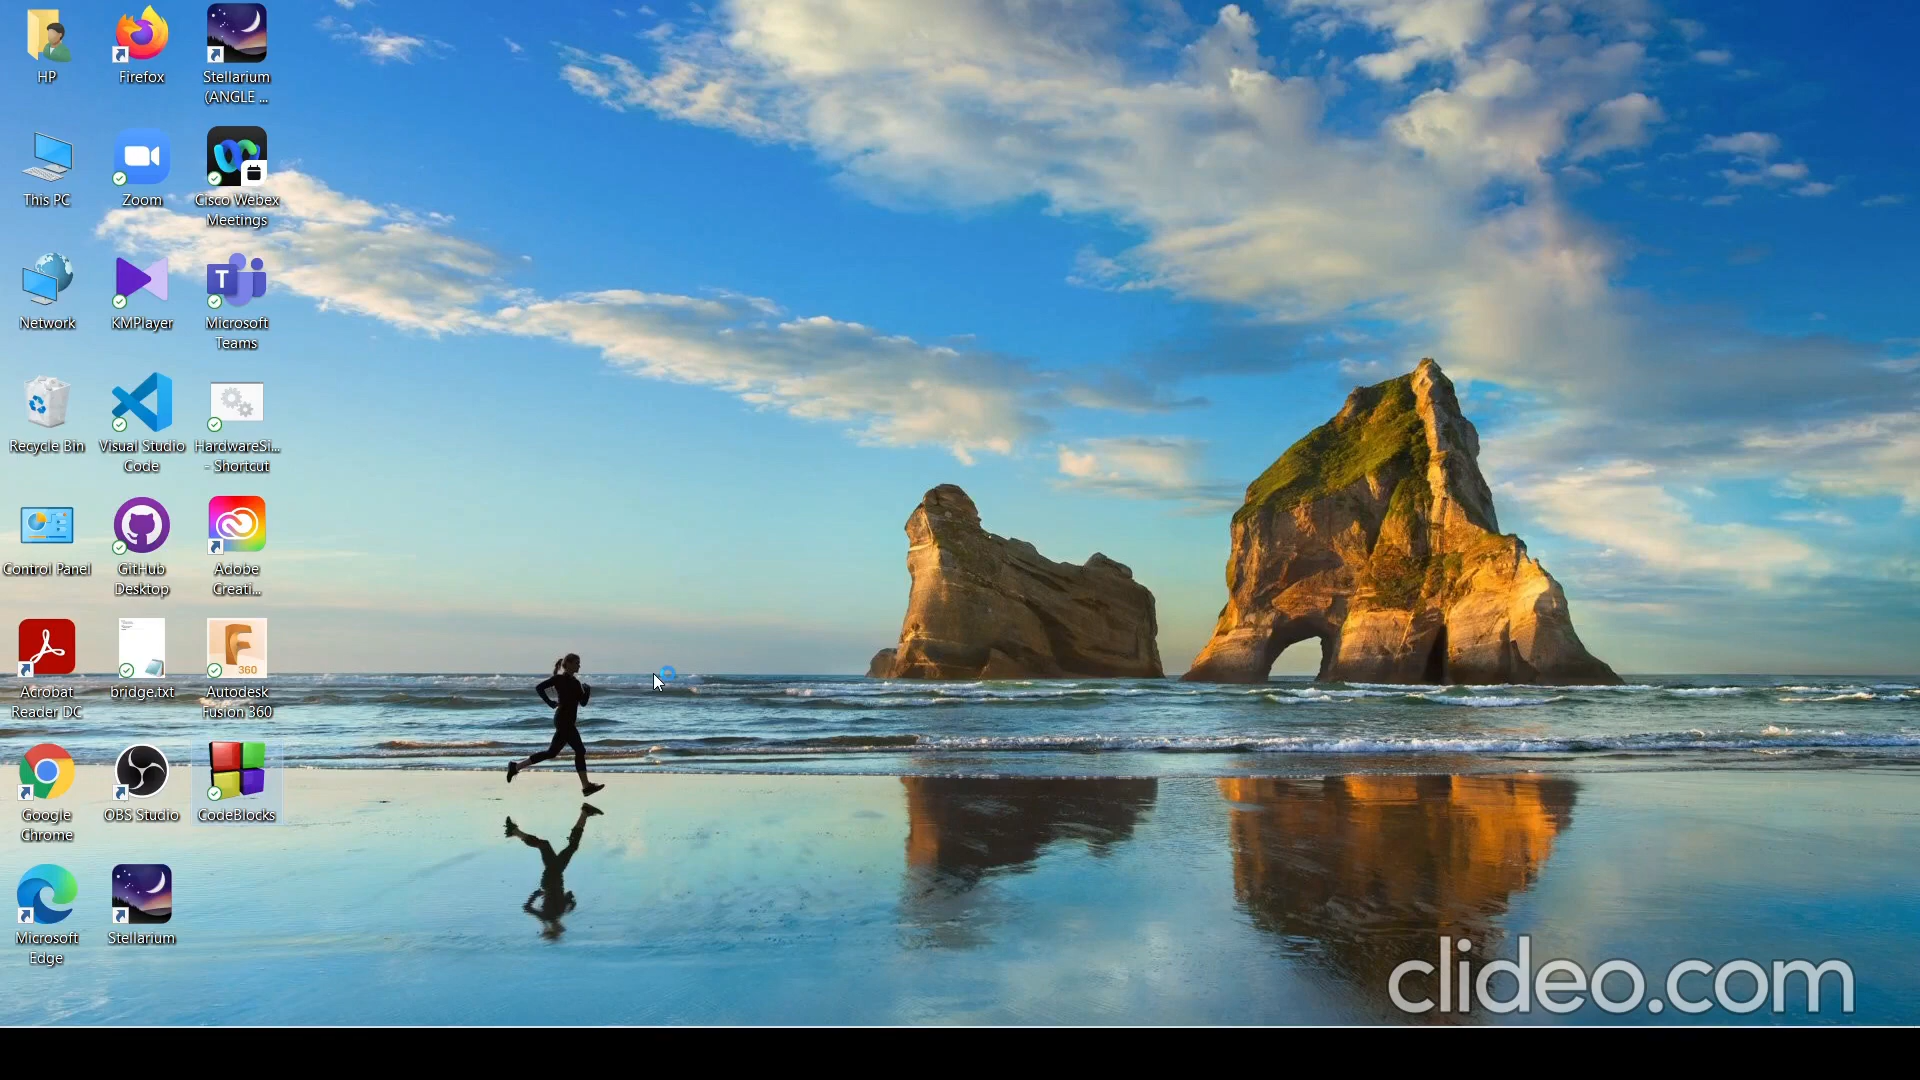 HP
Firefox
Stellarium
(ANGLE ...
This PC
Zoom
Cisco Webex
Meetings
Network
KMPlayer
T
Microsoft
Teams
Recycle Bin
Visual Studio
Code
HardwareSi...
- Shortcut
Control Panel
GitHub
Desktop
Adobe
Creati...
Acrobat
Reader DC
bridge.txt
F
360
Autodesk
Fusion 360
Google
Chrome
OBS Studio
CodeBlocks
Microsoft
Edge
Stellarium
clideo.com